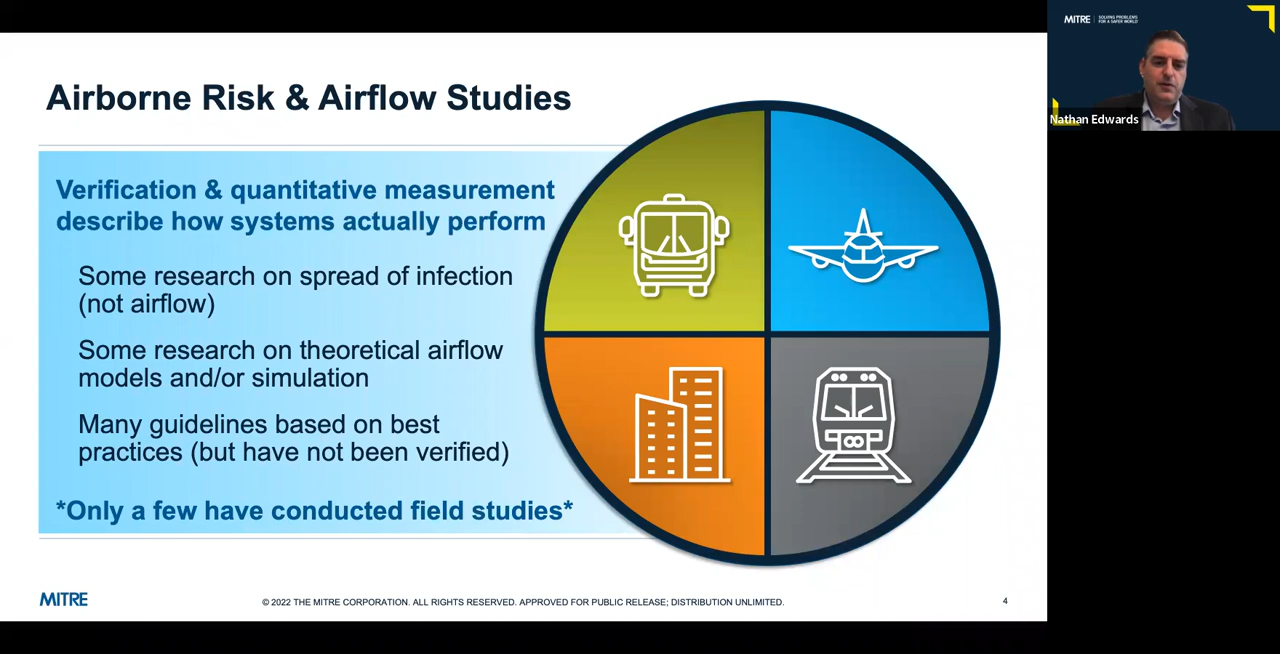 Airborne Risk & Airflow Studies
Verification & quantitative measurement
describe how systems actually perform
Some research on spread of infection
(not airflow)
Some research on theoretical airflow
models and/or simulation
Many guidelines based on best
practices (but have not been verified)
*Only a few have conducted field studies*
MITRE
© 2022 THE MITRE CORPORATION. ALL RIGHTS RESERVED. APPROVED FOR PUBLIC RELEASE; DISTRIBUTION UNLIMITED.
4
MITRE
SOLVING PROBLEMS
FOR A SAFER WORLD
Nathan Edwards